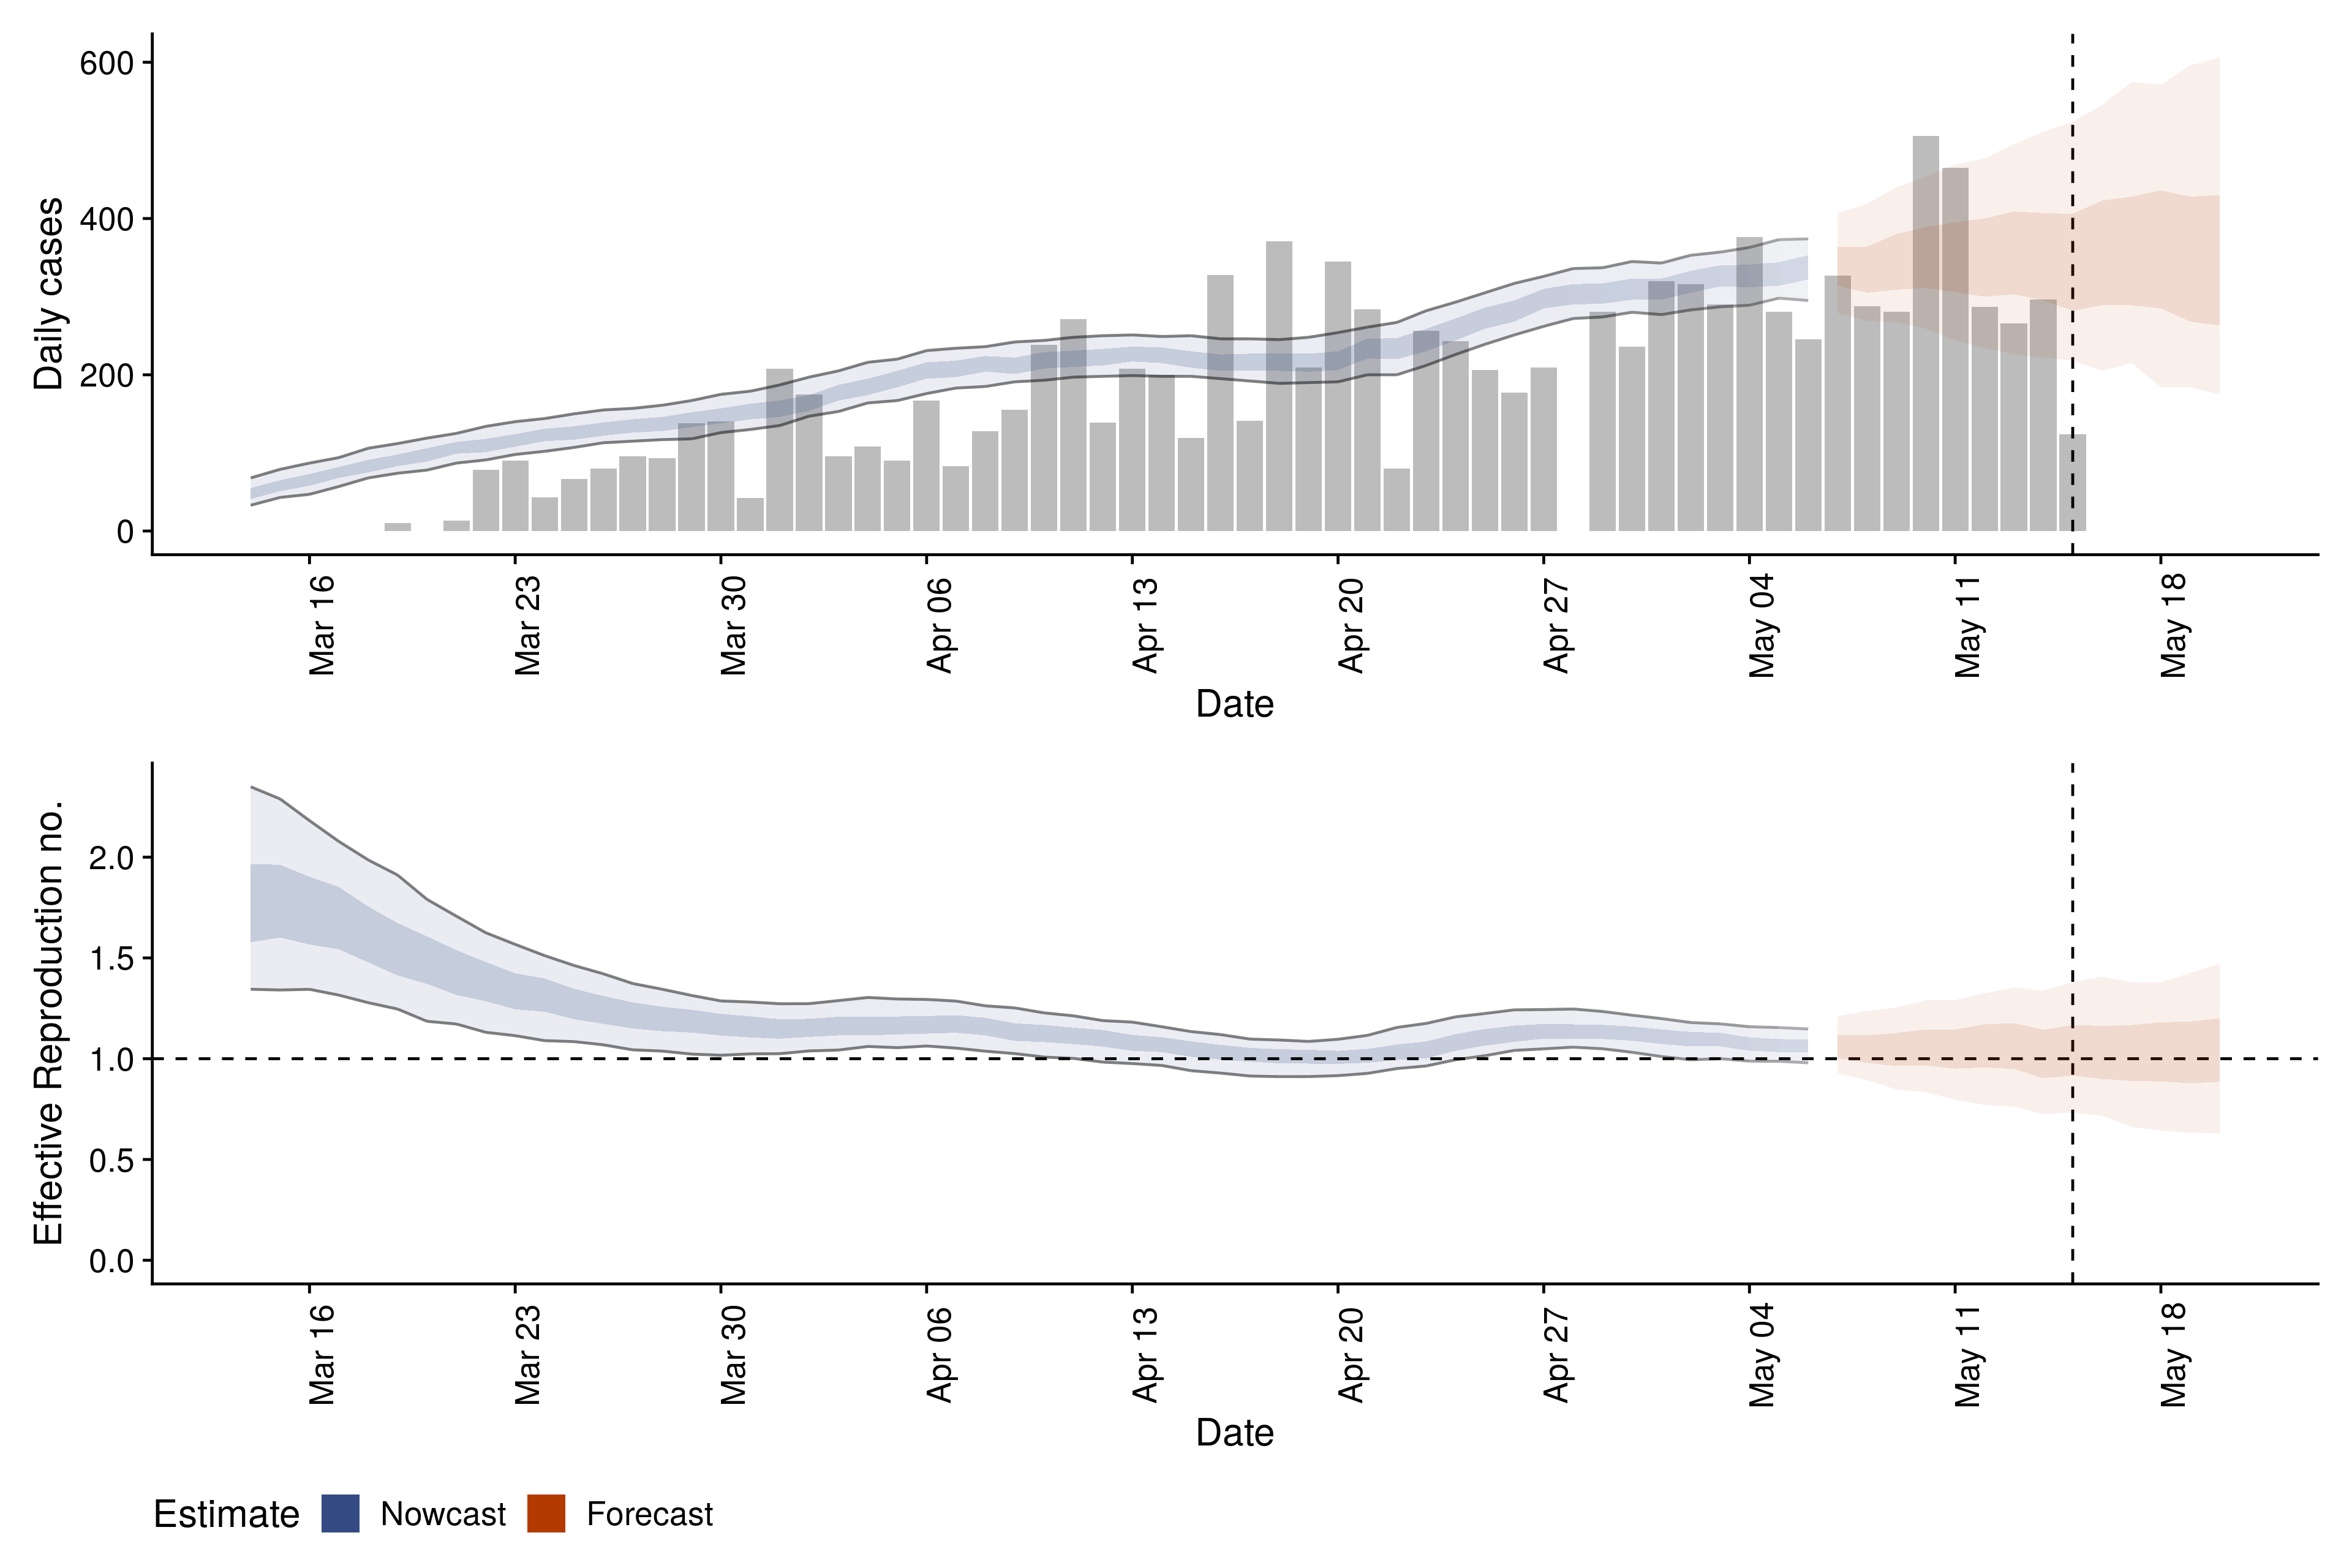 Daily cases
600
400
200
0
Mar 16
Mar 23
Mar 30
Apr 06
Apr 13
Apr 20
Apr 27
May 04
May 11
May 18
Date
Effective Reproduction no.
2.0
1.5
1.0
0.5
0.0
Mar 16
Mar 23
Mar 30
Apr 06
Apr 13
Apr 20
Apr 27
May 04
May 11
May 18
Date
Estimate Nowcast Forecast